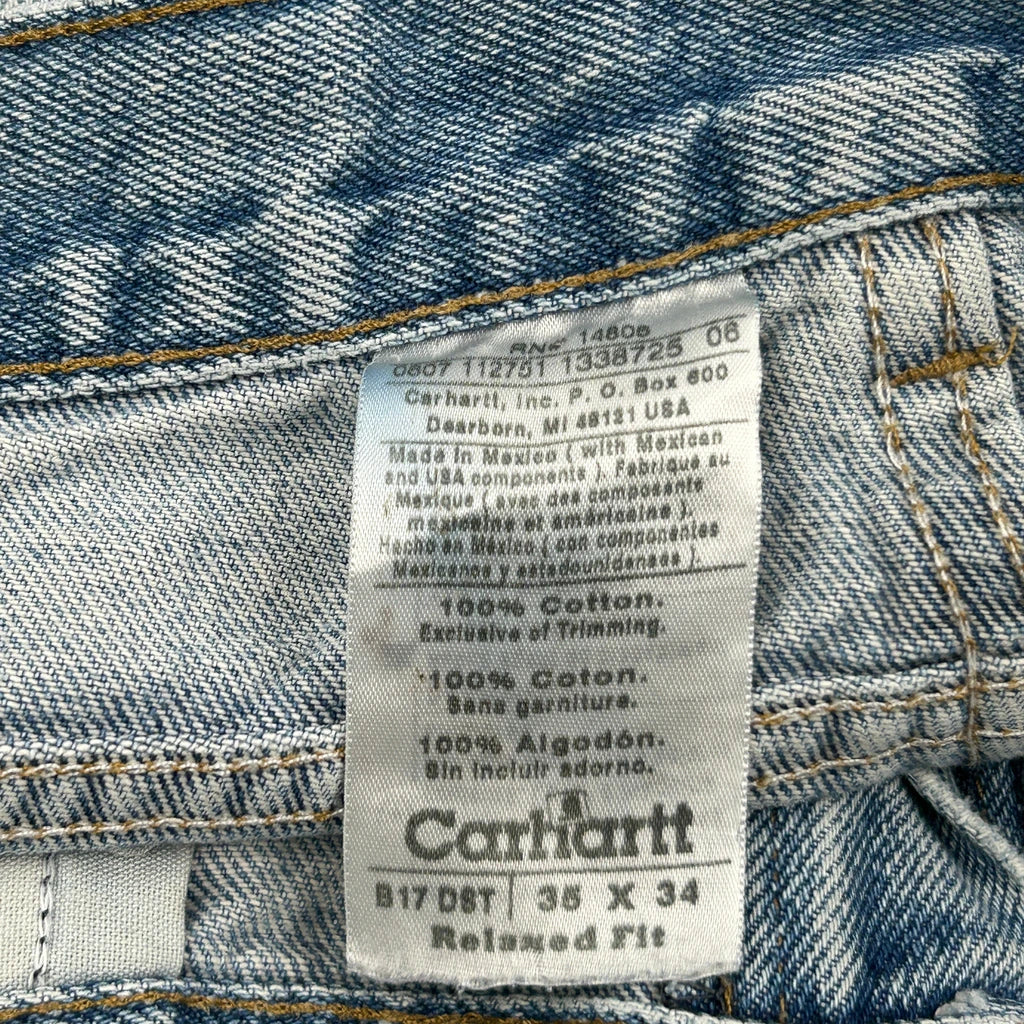 RN# 14806
0807 112751 1338725 06
Carhartt, Inc. P. O. Box 600
Dearborn, MI 48121 USA
Made in Mexico ( with Mexican
and USA components ). Fabriqué au
Mexique ( avec des composants
mexicains et américains ).
Hecho en México ( con componentes
Mexicanos y estadounidenses ).
100% Cotton.
Exclusive of Trimming.
100% Coton.
Sans garniture.
100% Algodón.
Sin incluir adorno.
Carhartt
B17 DST 35 X 34
Relaxed Fit